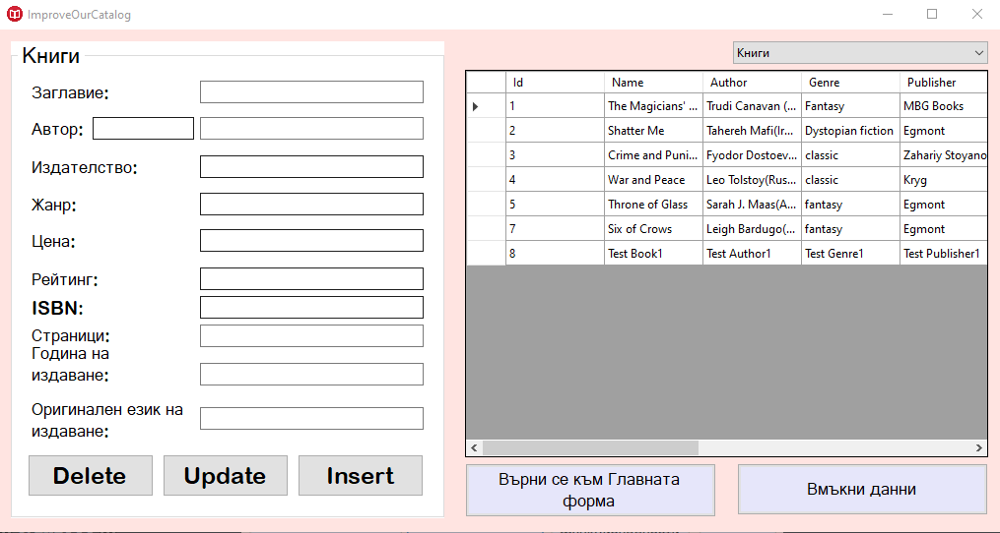 ImproveOurCatalog
Книги
Заглавие:
Автор:
Издателство:
Жанр:
Цена:
Рейтинг:
ISBN:
Страници:
Година на
издаване:
Оригинален език на
издаване:
Delete Update Insert
Книги
Id Name Author Genre Publisher
1 The Magicians' ... Trudi Canavan (... Fantasy MBG Books
2 Shatter Me Tahereh Mafi(Ir... Dystopian fiction Egmont
3 Crime and Puni... Fyodor Dostoev... classic Zahariy Stoyano
4 War and Peace Leo Tolstoy(Rus... classic Kryg
5 Throne of Glass Sarah J. Maas(A... fantasy Egmont
7 Six of Crows Leigh Bardugo(... fantasy Egmont
8 Test Book1 Test Author1 Test Genre1 Test Publisher1
Върни се към Главната
форма
Вмъкни данни